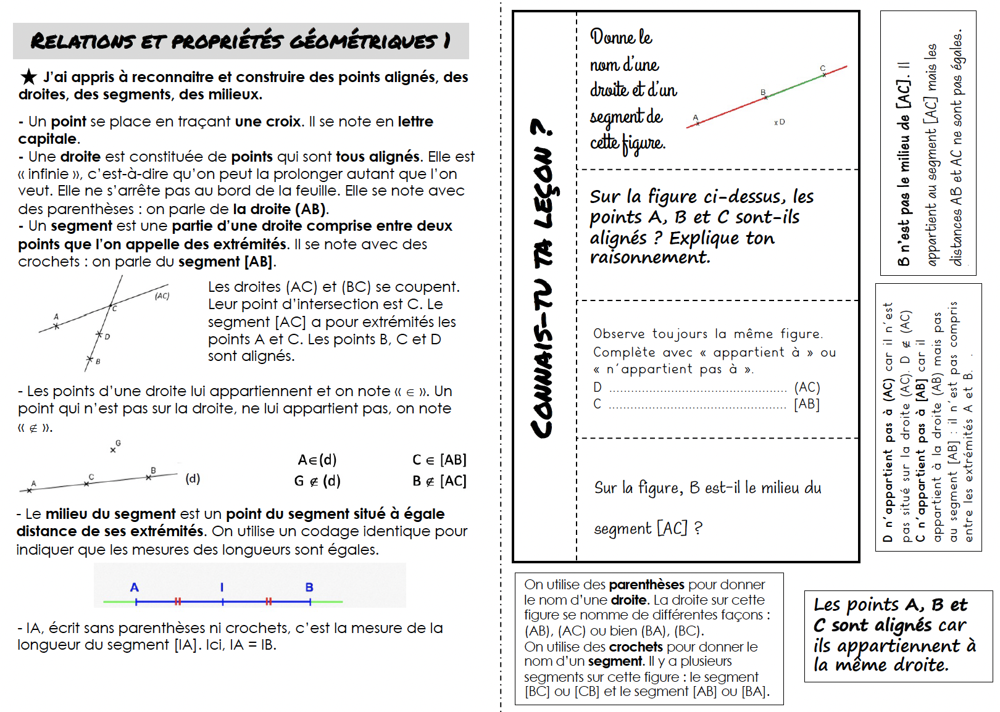 RELATIONS ET PROPRIÉTÉS GÉOMÉTRIQUES 1
★ J'ai appris à reconnaitre et construire des points alignés, des
droites, des segments, des milieux.
- Un point se place en traçant une croix. Il se note en lettre
capitale.
- Une droite est constituée de points qui sont tous alignés. Elle est
« infinie », c'est-à-dire qu'on peut la prolonger autant que l'on
veut. Elle ne s'arrête pas au bord de la feuille. Elle se note avec
des parenthèses : on parle de la droite (AB).
- Un segment est une partie d'une droite comprise entre deux
points que l'on appelle des extrémités. Il se note avec des
crochets : on parle du segment [AB].
(AC)
A
C
D
B
Les droites (AC) et (BC) se coupent.
Leur point d'intersection est C. Le
segment [AC] a pour extrémités les
points A et C. Les points B, C et D
sont alignés.
- Les points d'une droite lui appartiennent et on note « ∈ ». Un
point qui n'est pas sur la droite, ne lui appartient pas, on note
« ∉ ».
G
A
C
B
(d)
A∈(d)
C ∈ [AB]
G ∉ (d)
B ∉ [AC]
- Le milieu du segment est un point du segment situé à égale
distance de ses extrémités. On utilise un codage identique pour
indiquer que les mesures des longueurs sont égales.
A I B
- IA, écrit sans parenthèses ni crochets, c'est la mesure de la
longueur du segment [IA]. Ici, IA = IB.
CONNAIS-TU TA LEÇON ?
Donne le
nom d'une
droite et d'un
segment de
cette figure.
A
B
C
x D
Sur la figure ci-dessus, les
points A, B et C sont-ils
alignés ? Explique ton
raisonnement.
Observe toujours la même figure.
Complète avec « appartient à » ou
« n'appartient pas à ».
D ................................................. (AC)
C ................................................. [AB]
Sur la figure, B est-il le milieu du
segment [AC] ?
B n'est pas le milieu de [AC]. Il
appartient au segment [AC] mais les
distances AB et AC ne sont pas égales.
D n'appartient pas à (AC) car il n'est
pas situé sur la droite (AC). D ∉ (AC)
C n'appartient pas à [AB] car il
appartient à la droite (AB) mais pas
au segment [AB] : il n'est pas compris
entre les extrémités A et B. .
On utilise des parenthèses pour donner
le nom d'une droite. La droite sur cette
figure se nomme de différentes façons :
(AB), (AC) ou bien (BA), (BC).
On utilise des crochets pour donner le
nom d'un segment. Il y a plusieurs
segments sur cette figure : le segment
[BC] ou [CB] et le segment [AB] ou [BA].
Les points A, B et
C sont alignés car
ils appartiennent à
la même droite.